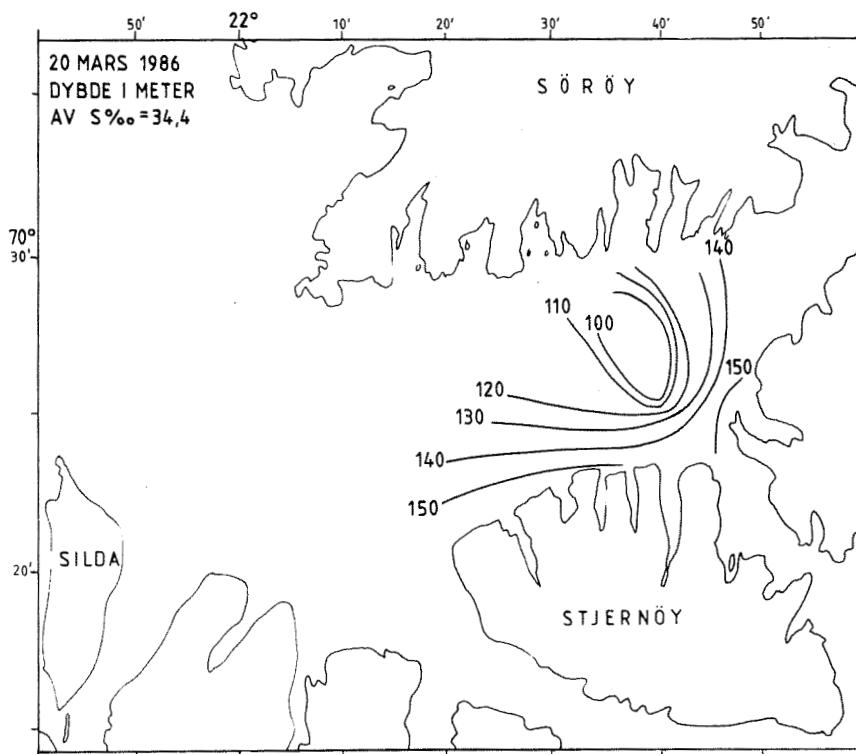 50' 22° 10' 20' 30' 40' 50'
20 MARS 1986
DYBDE I METER
AV S‰=34,4
SÖRÖY
70°
30'
140
110
100
150
120
130
140
150
SILDA
20'
STJERNÖY